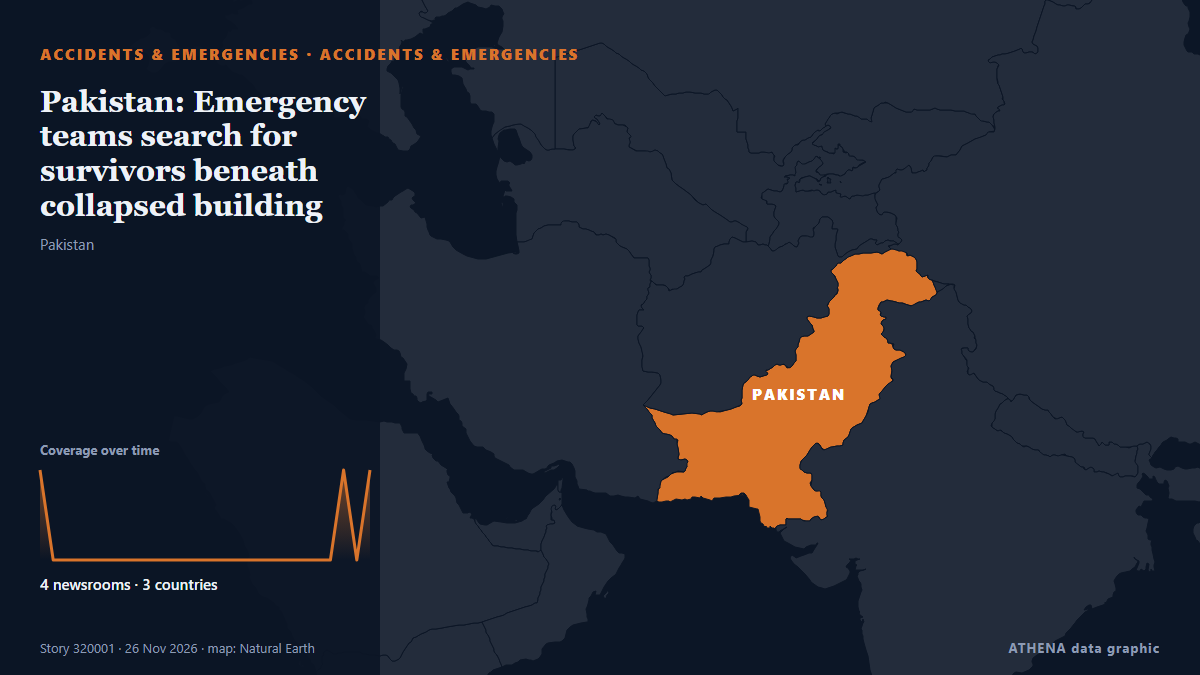 ACCIDENTS & EMERGENCIES · ACCIDENTS & EMERGENCIES
Pakistan: Emergency
teams search for
survivors beneath
collapsed building
Pakistan
PAKISTAN
Coverage over time
4 newsrooms · 3 countries
Story 320001 · 26 Nov 2026 · map: Natural Earth
ATHENA data graphic